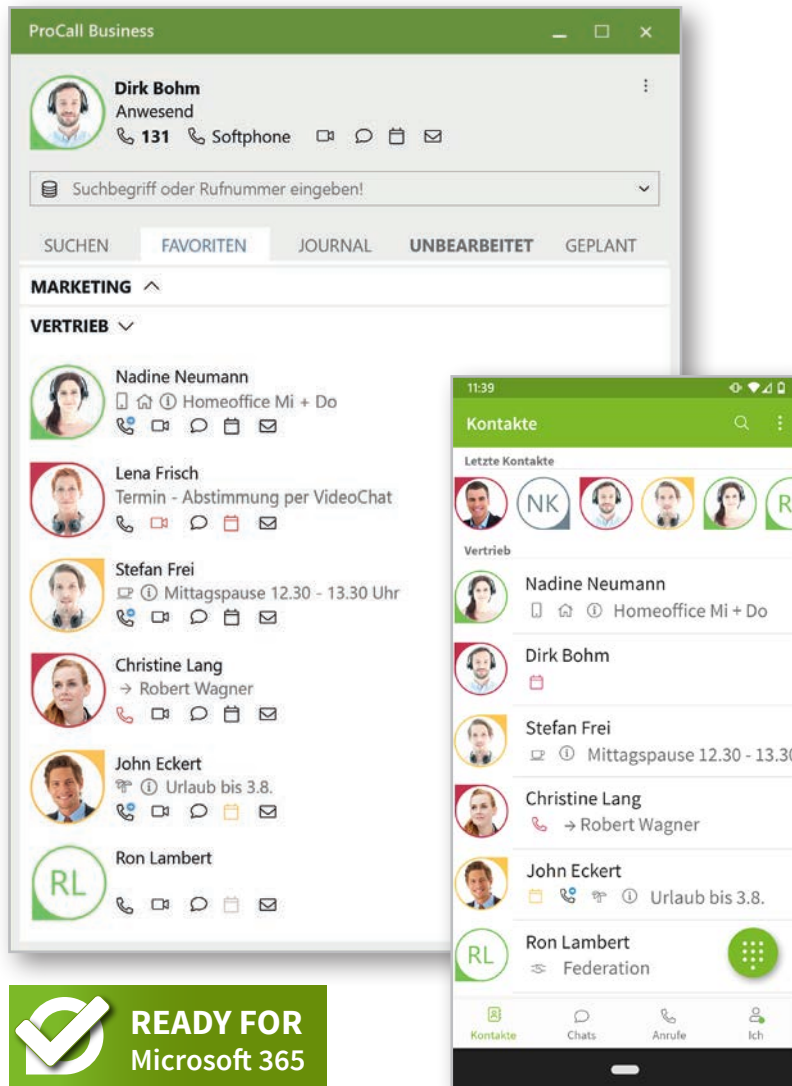 ProCall Business
Dirk Bohm
Anwesend
131 Softphone
Suchbegriff oder Rufnummer eingeben!
SUCHEN FAVORITEN JOURNAL UNBEARBEITET GEPLANT
MARKETING
VERTRIEB
Nadine Neumann
Homeoffice Mi + Do
Lena Frisch
Termin - Abstimmung per VideoChat
Stefan Frei
Mittagspause 12.30 - 13.30 Uhr
Christine Lang
→ Robert Wagner
John Eckert
Urlaub bis 3.8.
RL
Ron Lambert
11:39
Kontakte
Letzte Kontakte
NK
R
Vertrieb
Nadine Neumann
Homeoffice Mi + Do
Dirk Bohm
Stefan Frei
Mittagspause 12.30 - 13.30
Christine Lang
→ Robert Wagner
John Eckert
Urlaub bis 3.8.
RL
Ron Lambert
Federation
Kontakte Chats Anrufe Ich
READY FOR
Microsoft 365